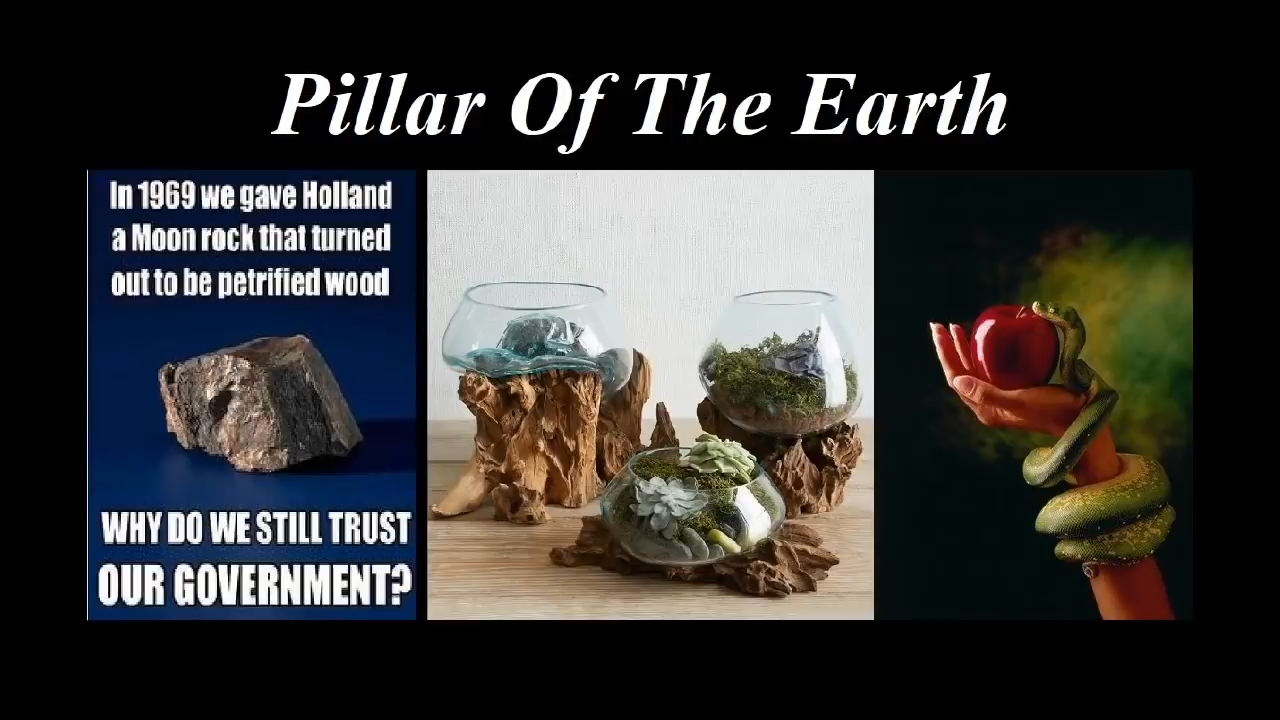 Pillar Of The Earth
In 1969 we gave Holland
a Moon rock that turned
out to be petrified wood
WHY DO WE STILL TRUST
OUR GOVERNMENT?